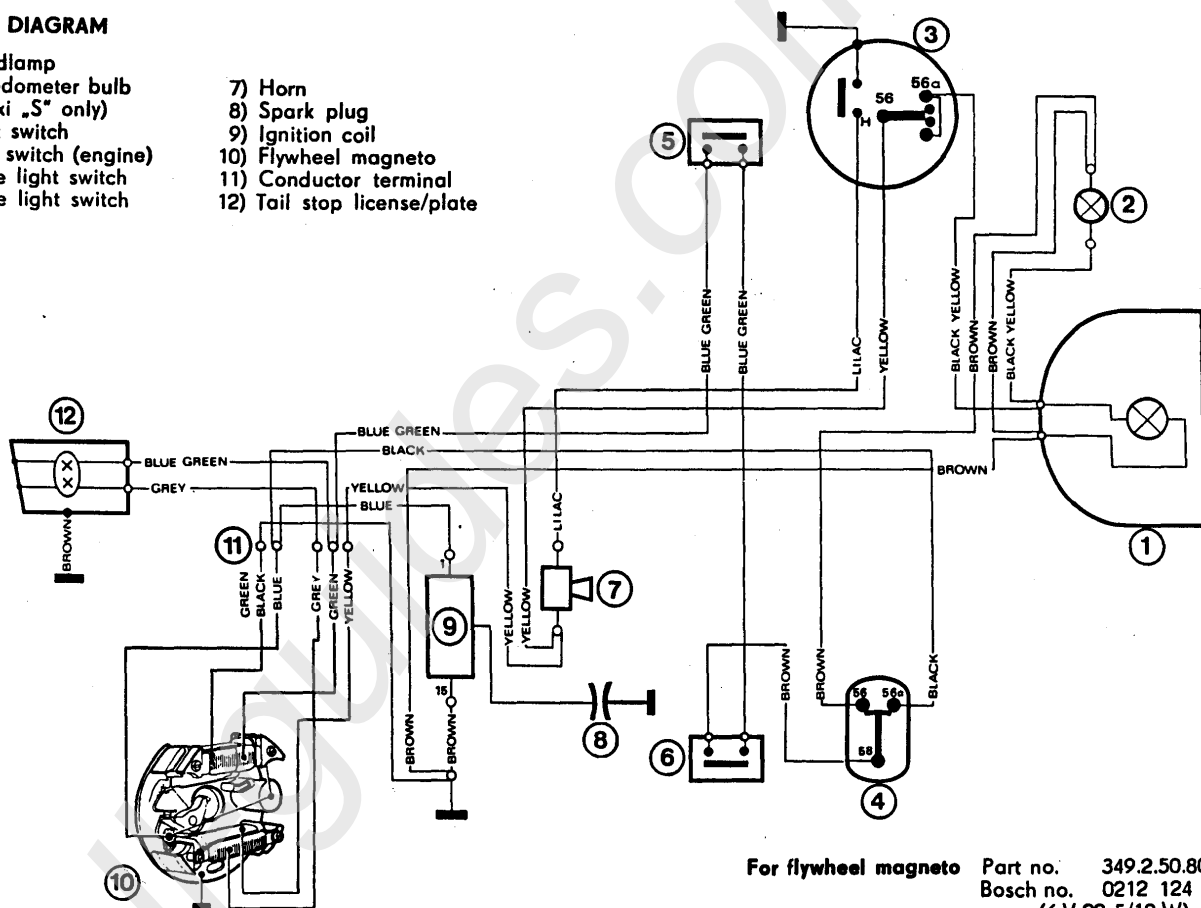 DIAGRAM
dlamp
dometer bulb
xi „S" only)
t switch
switch (engine)
e light switch
e light switch
7) Horn
8) Spark plug
9) Ignition coil
10) Flywheel magneto
11) Conductor terminal
12) Tail stop license/plate
3
56a
56
H
5
2
BLUE GREEN
BLUE GREEN
LILAC
YELLOW
BLACK YELLOW
BROWN
BROWN
BLACK YELLOW
12
BLUE GREEN
BLACK
BLUE GREEN
GREY
YELLOW
BLUE
BROWN
LILAC
BROWN
1
11
1
GREEN
BLACK
BLUE
GREY
GREEN
YELLOW
9
15
YELLOW
YELLOW
7
BROWN
BROWN
BROWN
BROWN
BLACK
56
56a
58
8
6
4
10
For flywheel magneto Part no. 349.2.50.80
Bosch no. 0212 124
llguides.com